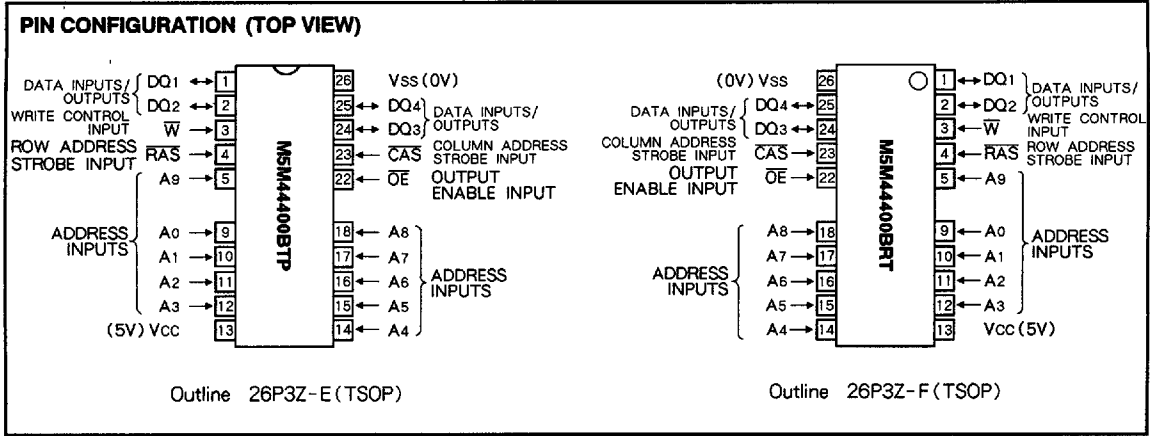 PIN CONFIGURATION (TOP VIEW)
DATA INPUTS/
OUTPUTS
DQ1 ↔ 1
DQ2 ↔ 2
WRITE CONTROL
INPUT
W̅ → 3
ROW ADDRESS
STROBE INPUT
R̅A̅S̅ → 4
A9 → 5
ADDRESS
INPUTS
A0 → 9
A1 → 10
A2 → 11
A3 → 12
(5V) VCC 13
M5M44400BTP
26 VSS (0V)
25 ↔ DQ4
24 ↔ DQ3
DATA INPUTS/
OUTPUTS
23 ← C̅A̅S̅
COLUMN ADDRESS
STROBE INPUT
22 ← O̅E̅
OUTPUT
ENABLE INPUT
18 ← A8
17 ← A7
16 ← A6
15 ← A5
14 ← A4
ADDRESS
INPUTS
Outline 26P3Z-E(TSOP)
(0V) VSS 26
DATA INPUTS/
OUTPUTS
DQ4 ↔ 25
DQ3 ↔ 24
COLUMN ADDRESS
STROBE INPUT
C̅A̅S̅ → 23
OUTPUT
ENABLE INPUT
O̅E̅ → 22
ADDRESS
INPUTS
A8 → 18
A7 → 17
A6 → 16
A5 → 15
A4 → 14
M5M44400BRT
1 ↔ DQ1
2 ↔ DQ2
DATA INPUTS/
OUTPUTS
3 ← W̅
WRITE CONTROL
INPUT
4 ← R̅A̅S̅
ROW ADDRESS
STROBE INPUT
5 ← A9
9 ← A0
10 ← A1
11 ← A2
12 ← A3
ADDRESS
INPUTS
13 VCC (5V)
Outline 26P3Z-F(TSOP)